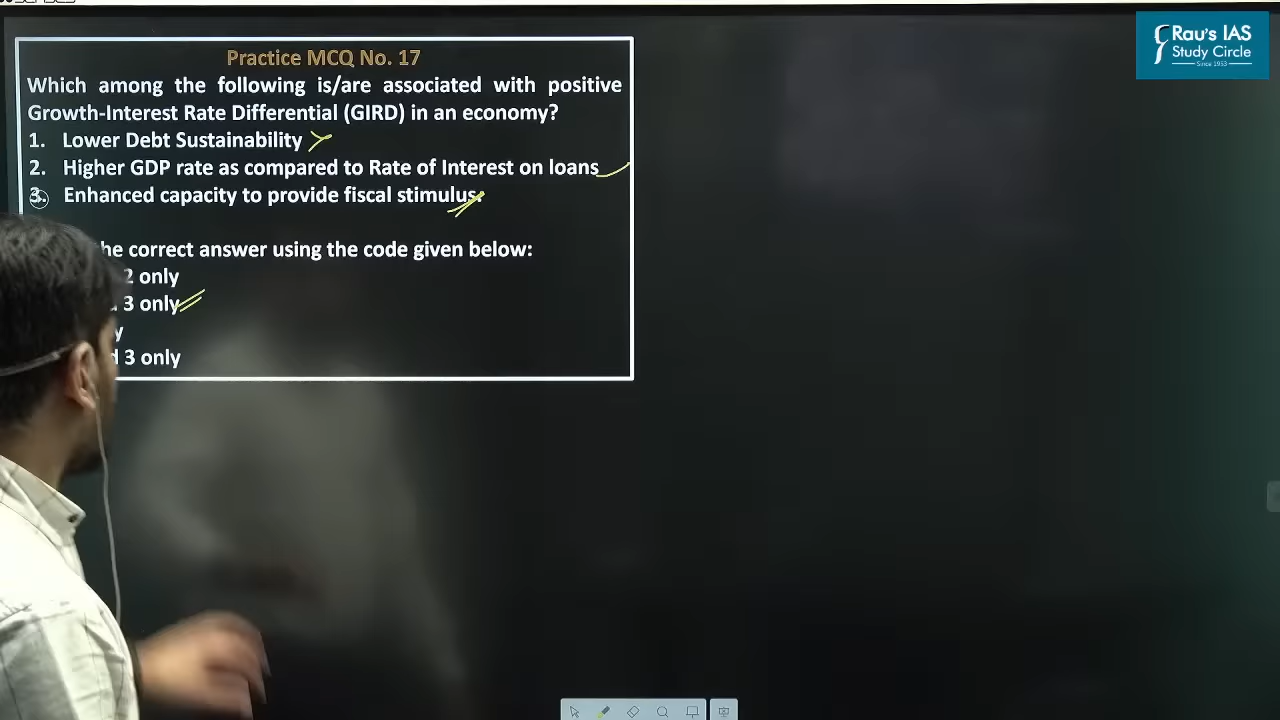 Rau's IAS
Study Circle
Since 1953
Practice MCQ No. 17
Which among the following is/are associated with positive
Growth-Interest Rate Differential (GIRD) in an economy?
1. Lower Debt Sustainability
2. Higher GDP rate as compared to Rate of Interest on loans
3. Enhanced capacity to provide fiscal stimulus.
he correct answer using the code given below:
2 only
3 only
y
d 3 only